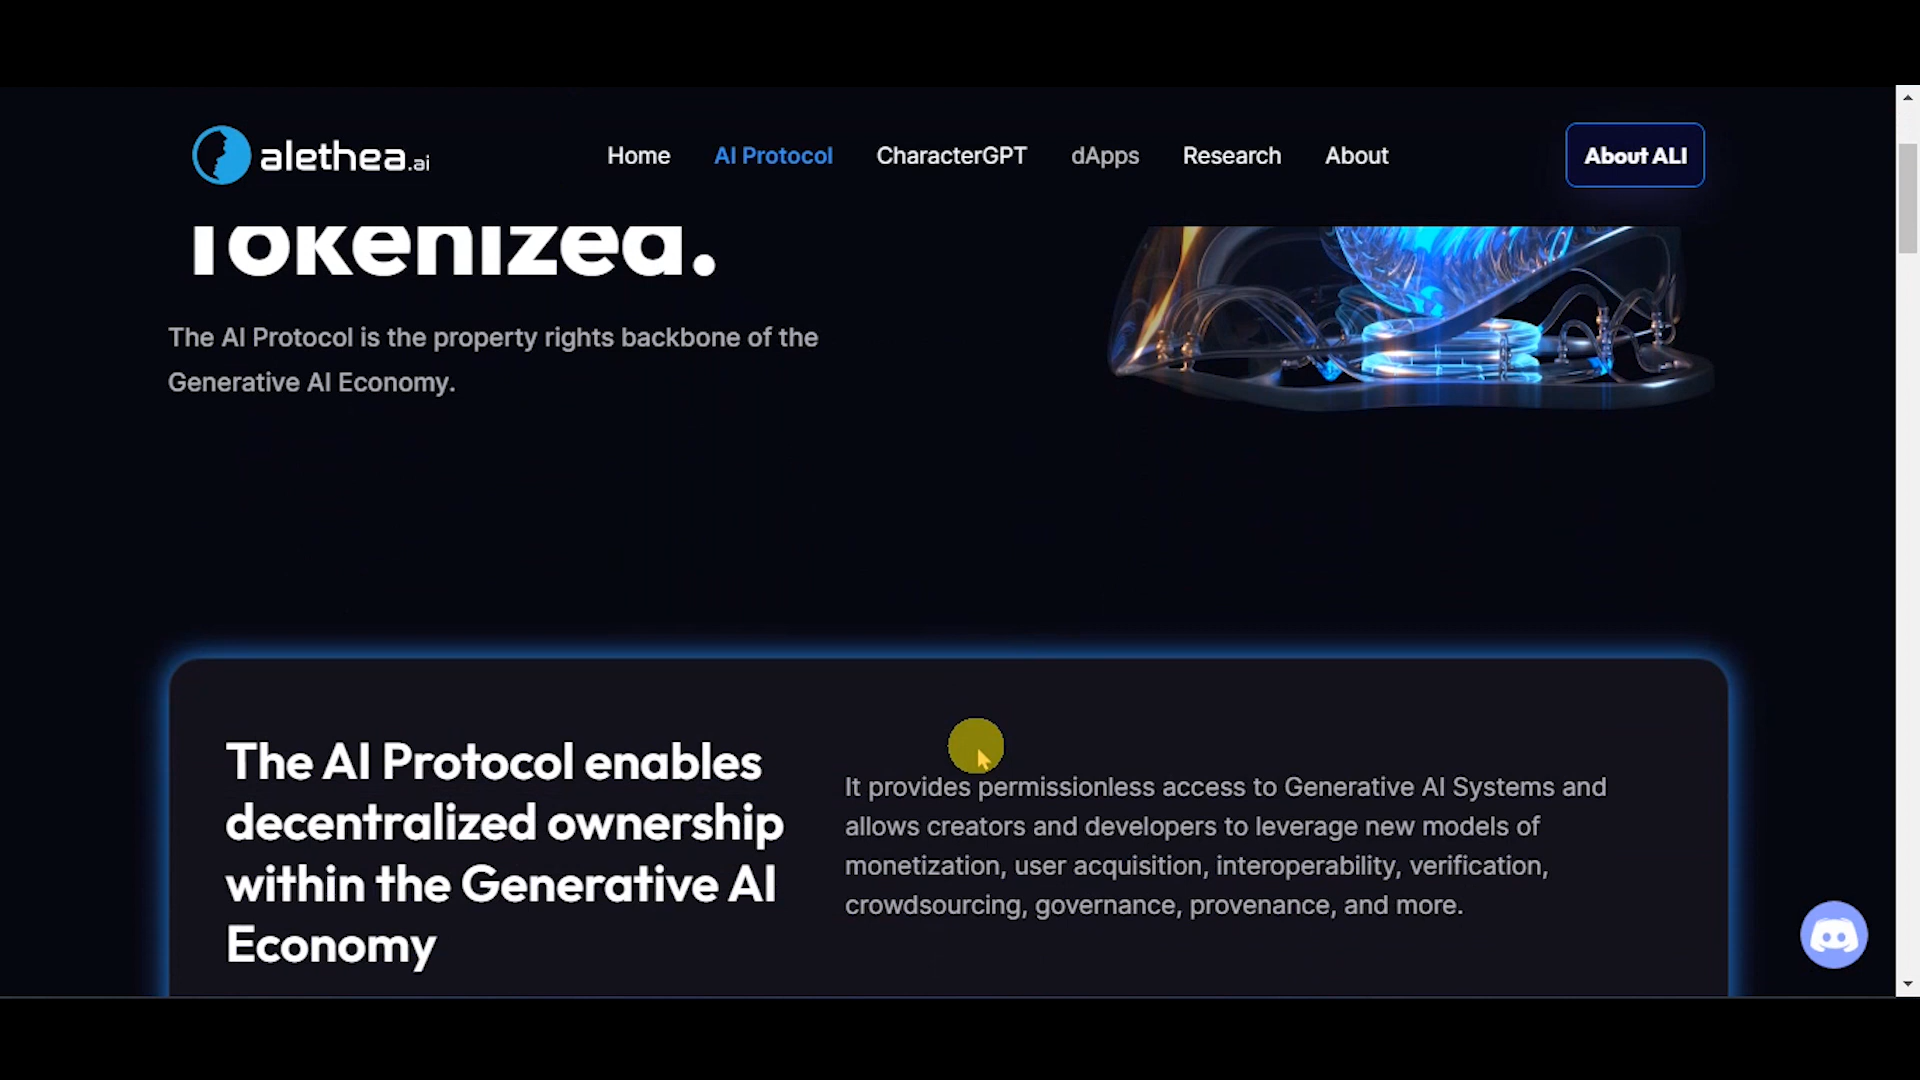 alethea.ai
Home AI Protocol CharacterGPT dApps Research About
About ALI
Tokenized.
The AI Protocol is the property rights backbone of the
Generative AI Economy.
The AI Protocol enables
decentralized ownership
within the Generative AI
Economy
It provides permissionless access to Generative AI Systems and
allows creators and developers to leverage new models of
monetization, user acquisition, interoperability, verification,
crowdsourcing, governance, provenance, and more.